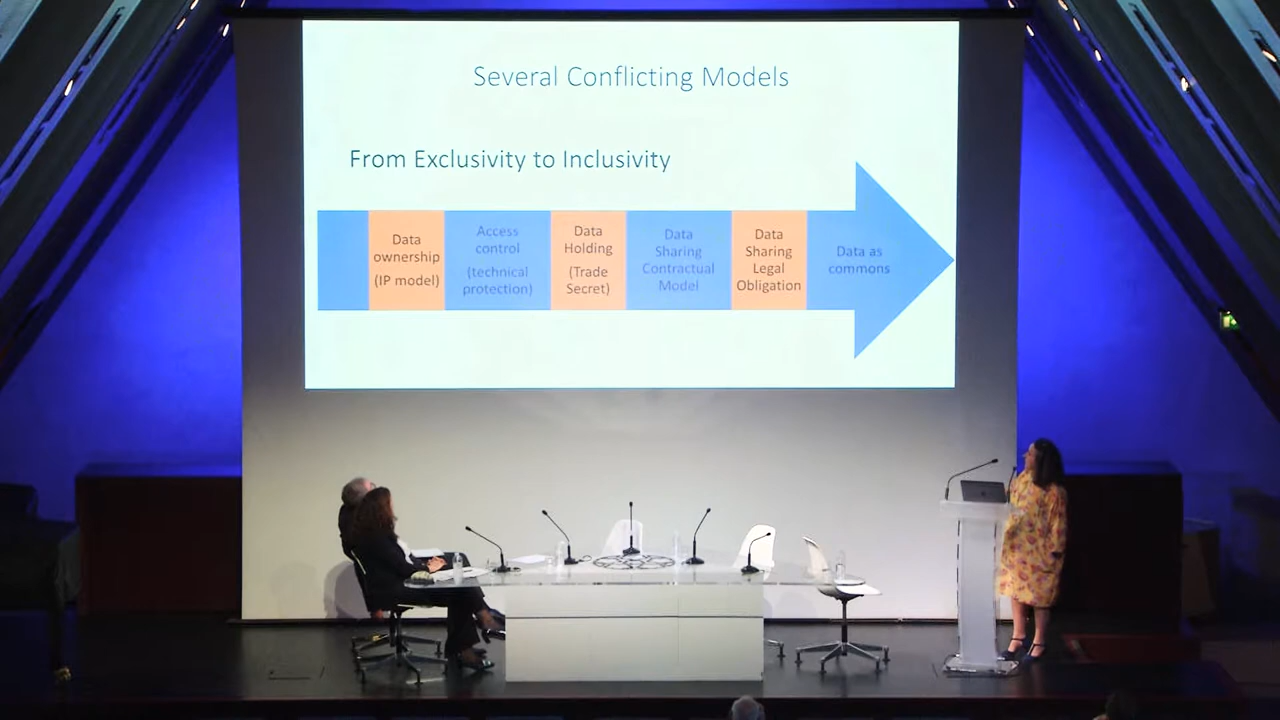 Several Conflicting Models
From Exclusivity to Inclusivity
Data
ownership
(IP model)
Access
control
(technical
protection)
Data
Holding
(Trade
Secret)
Data
Sharing
Contractual
Model
Data
Sharing
Legal
Obligation
Data as
commons